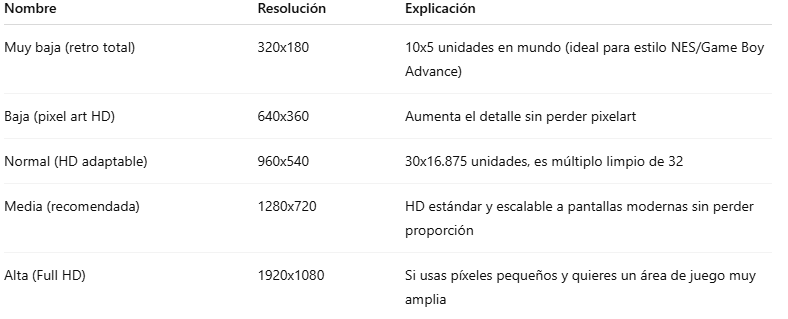 Nombre Resolución Explicación
Muy baja (retro total) 320x180 10x5 unidades en mundo (ideal para estilo NES/Game Boy
Advance)
Baja (pixel art HD) 640x360 Aumenta el detalle sin perder pixelart
Normal (HD adaptable) 960x540 30x16.875 unidades, es múltiplo limpio de 32
Media (recomendada) 1280x720 HD estándar y escalable a pantallas modernas sin perder
proporción
Alta (Full HD) 1920x1080 Si usas píxeles pequeños y quieres un área de juego muy
amplia